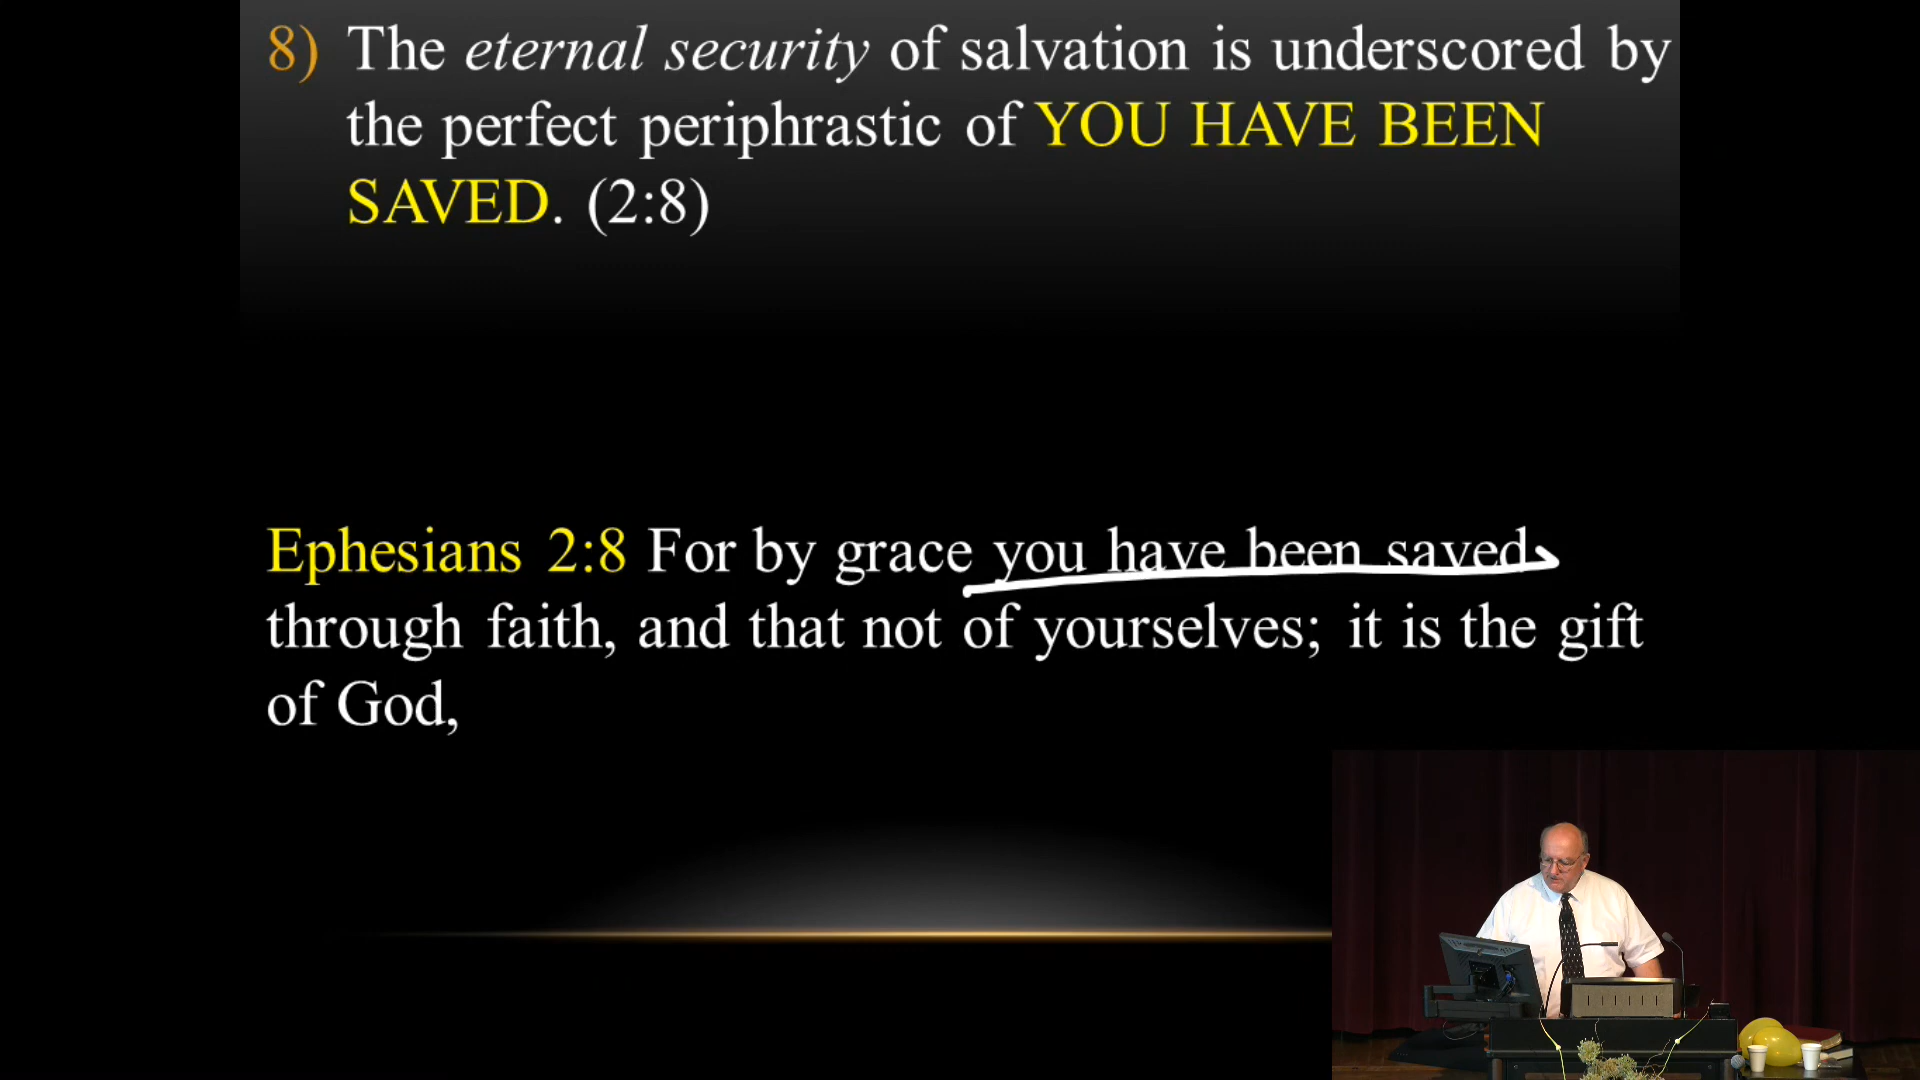 8) The eternal security of salvation is underscored by
the perfect periphrastic of YOU HAVE BEEN
SAVED. (2:8)
Ephesians 2:8 For by grace you have been saved
through faith, and that not of yourselves; it is the gift
of God,